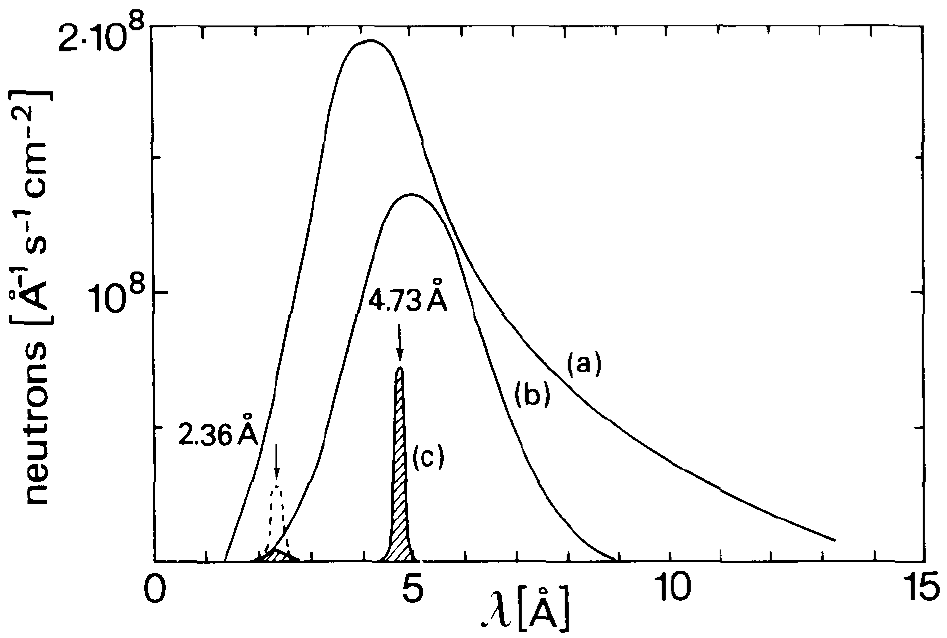 2·10⁸
10⁸
neutrons [Å⁻¹ s⁻¹ cm⁻²]
4.73 Å
2.36 Å
(a)
(b)
(c)
0 5 10 15
λ[Å]